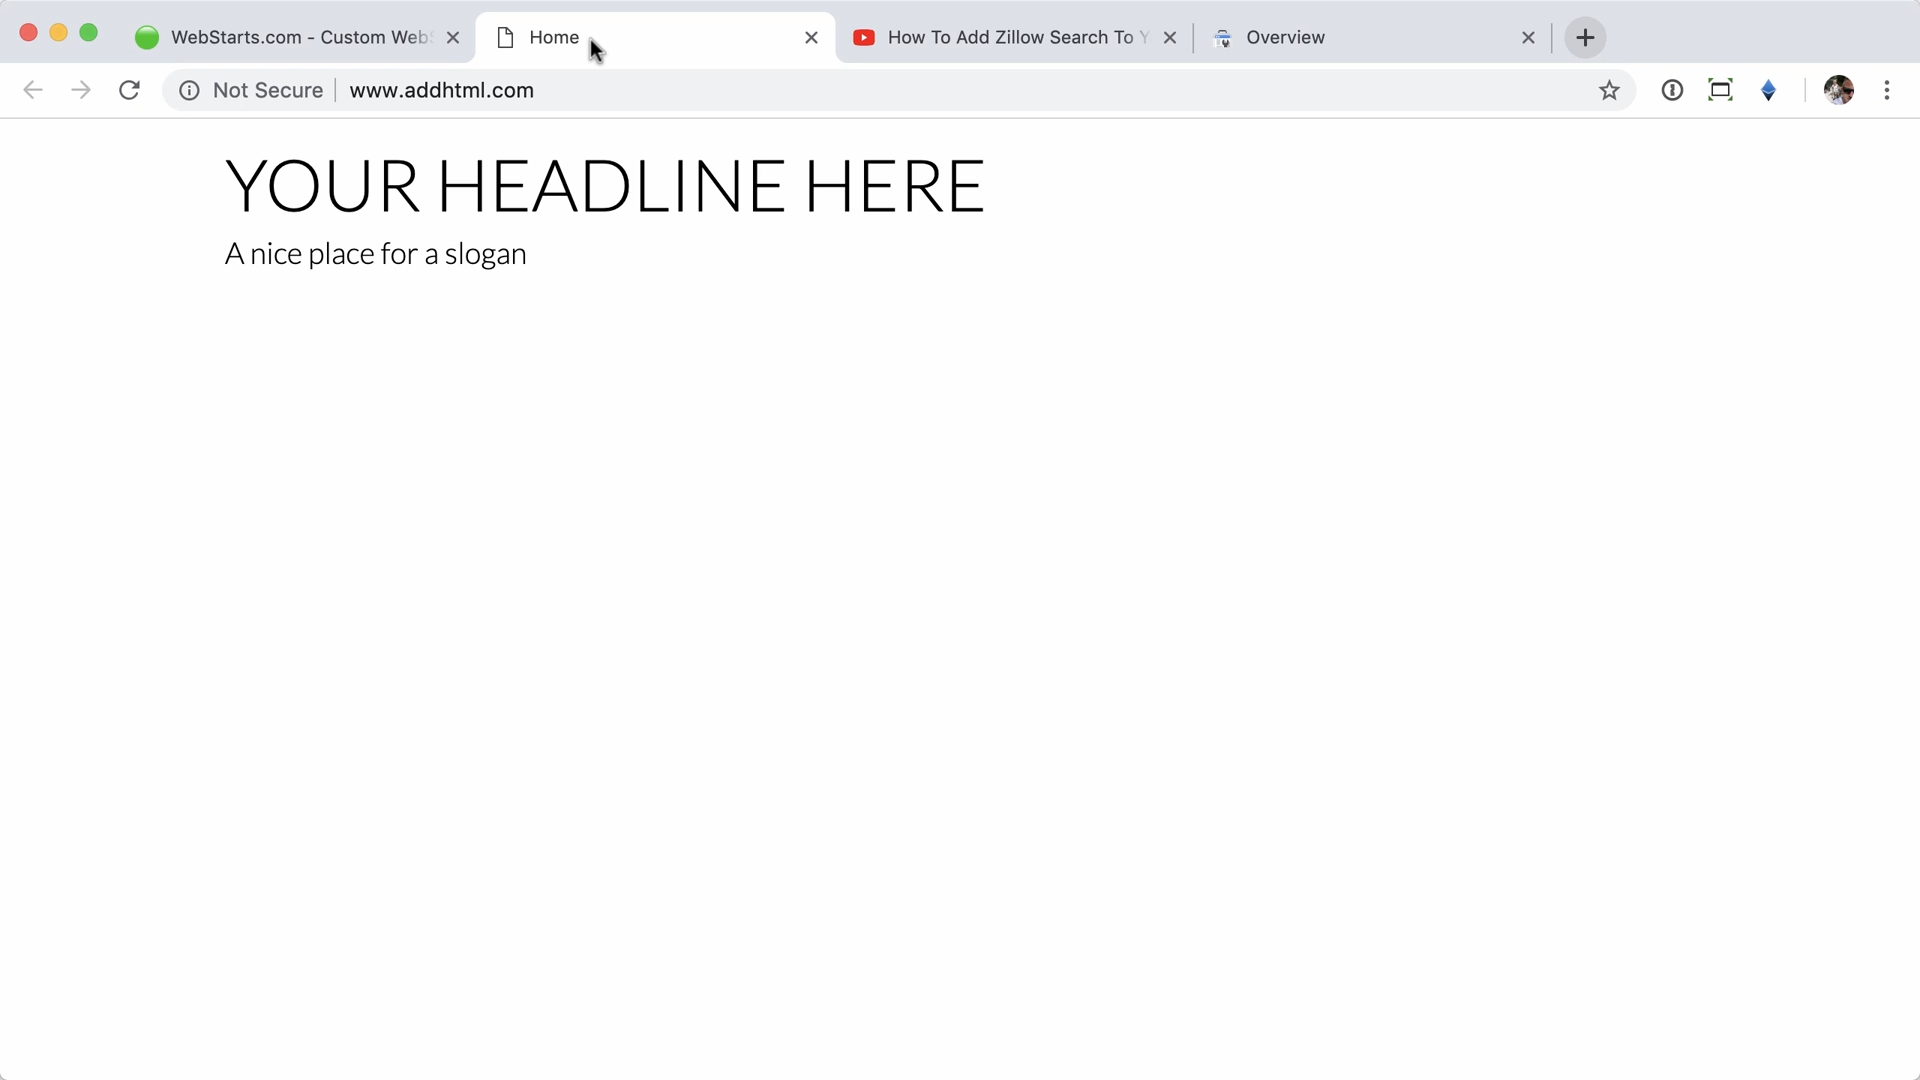 WebStarts.com - Custom Web
Home
How To Add Zillow Search To
Overview
Not Secure
www.addhtml.com
YOUR HEADLINE HERE
A nice place for a slogan